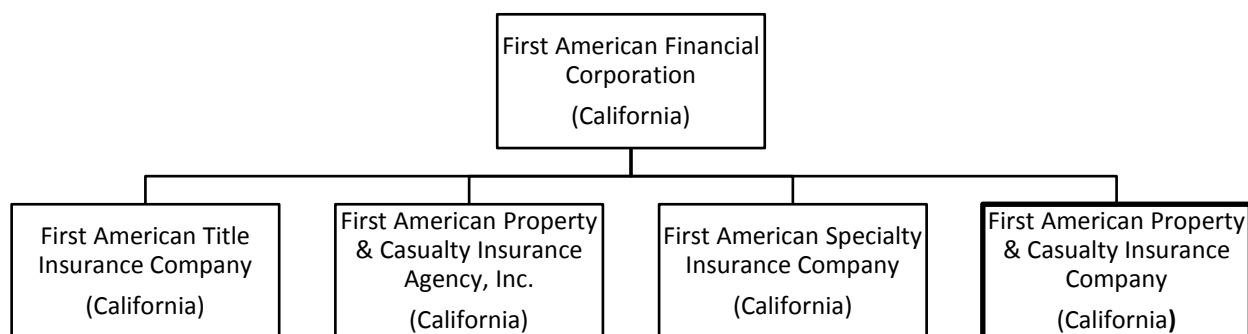 First American Financial
Corporation
(California)
First American Title
Insurance Company
(California)
First American Property
& Casualty Insurance
Agency, Inc.
(California)
First American Specialty
Insurance Company
(California)
First American Property
& Casualty Insurance
Company
(California)